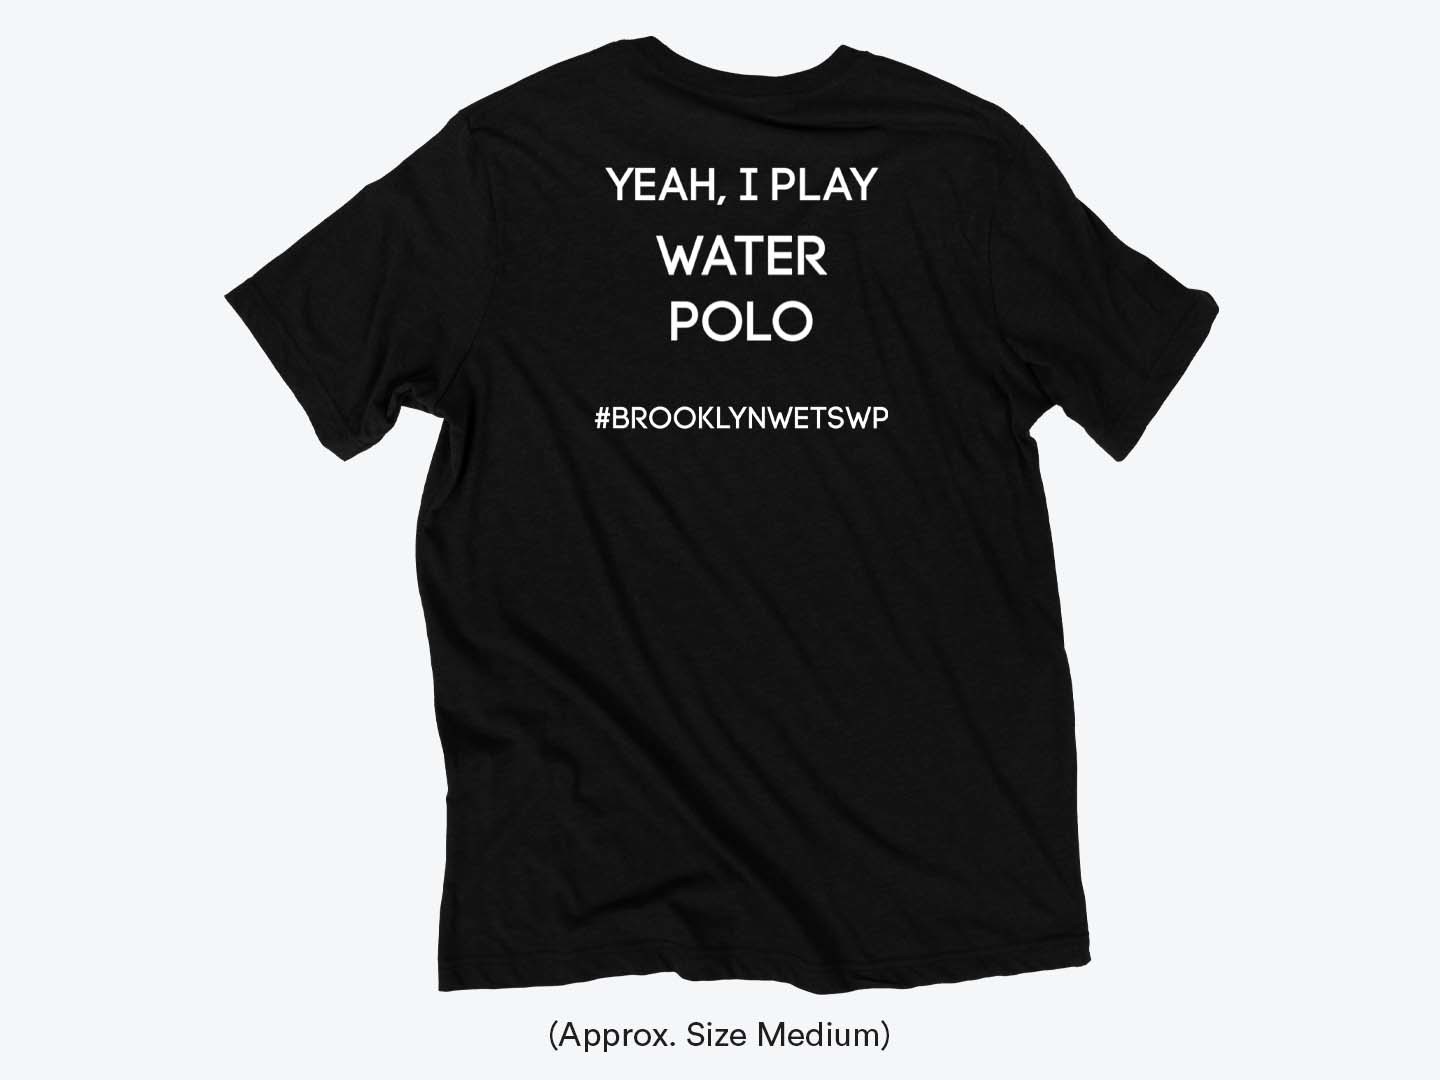 YEAH, I PLAY
WATER
POLO
#BROOKLYNWETSWP
(Approx. Size Medium)